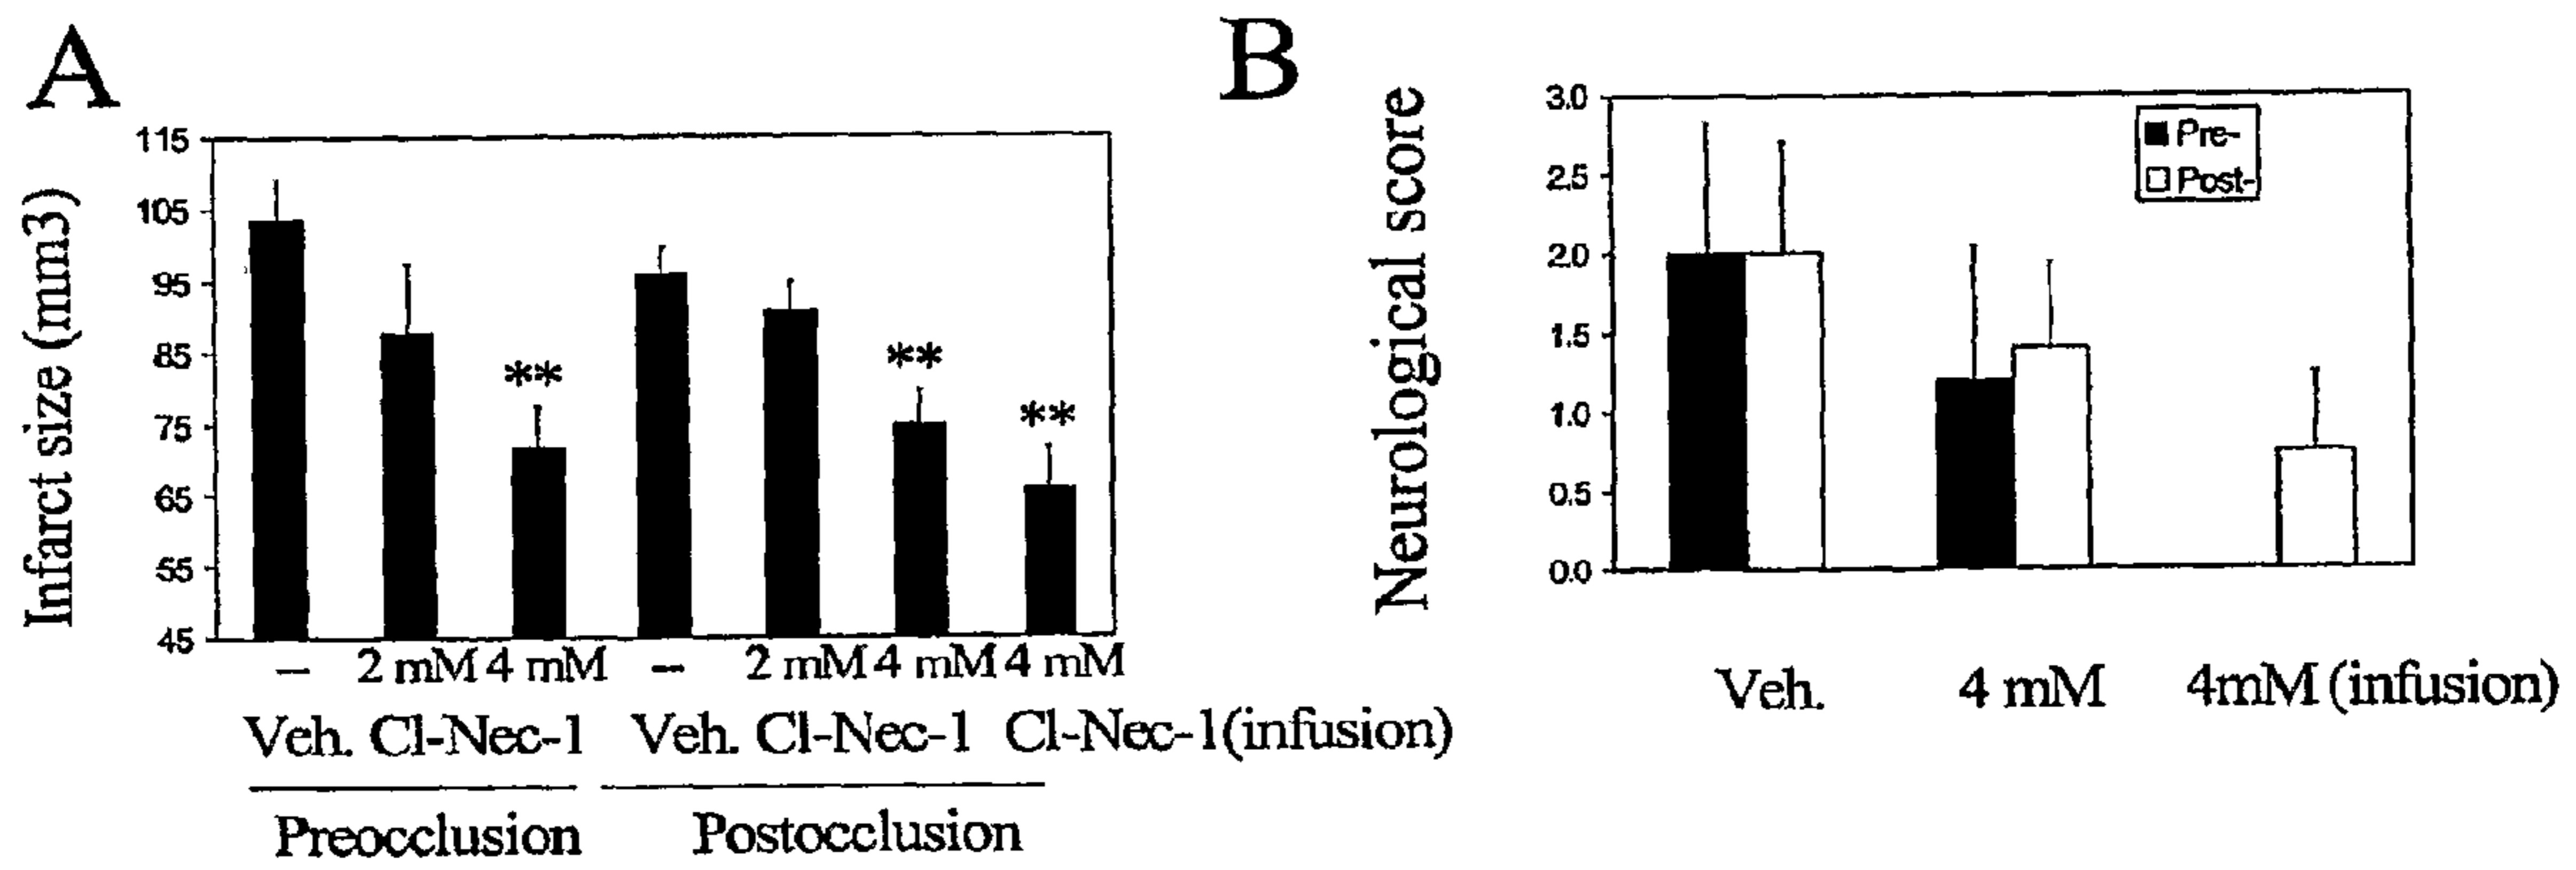 A
Infarct size (mm3)
115
105
95
85
75
65
55
45
**
**
**
-- 2 mM 4 mM -- 2 mM 4 mM 4 mM
Veh. Cl-Nec-1 Veh. Cl-Nec-1 Cl-Nec-1(infusion)
Preocclusion Postocclusion
B
Neurological score
3.0
2.5
2.0
1.5
1.0
0.5
0.0
Pre-
Post-
Veh. 4 mM 4mM (infusion)